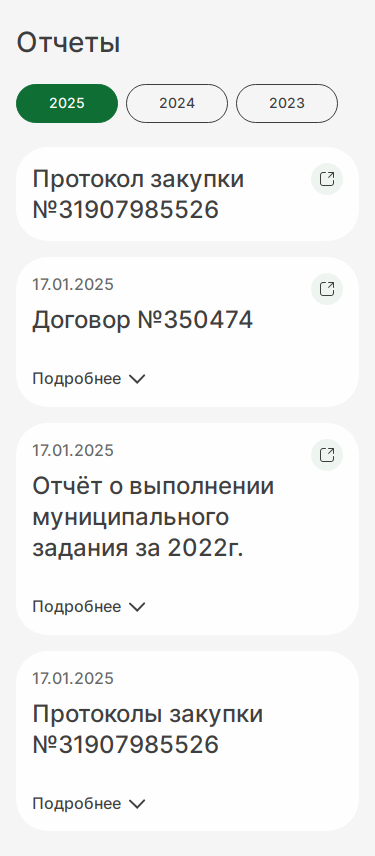 Отчеты
2025 2024 2023
Протокол закупки
№31907985526
17.01.2025
Договор №350474
Подробнее
17.01.2025
Отчёт о выполнении
муниципального
задания за 2022г.
Подробнее
17.01.2025
Протоколы закупки
№31907985526
Подробнее